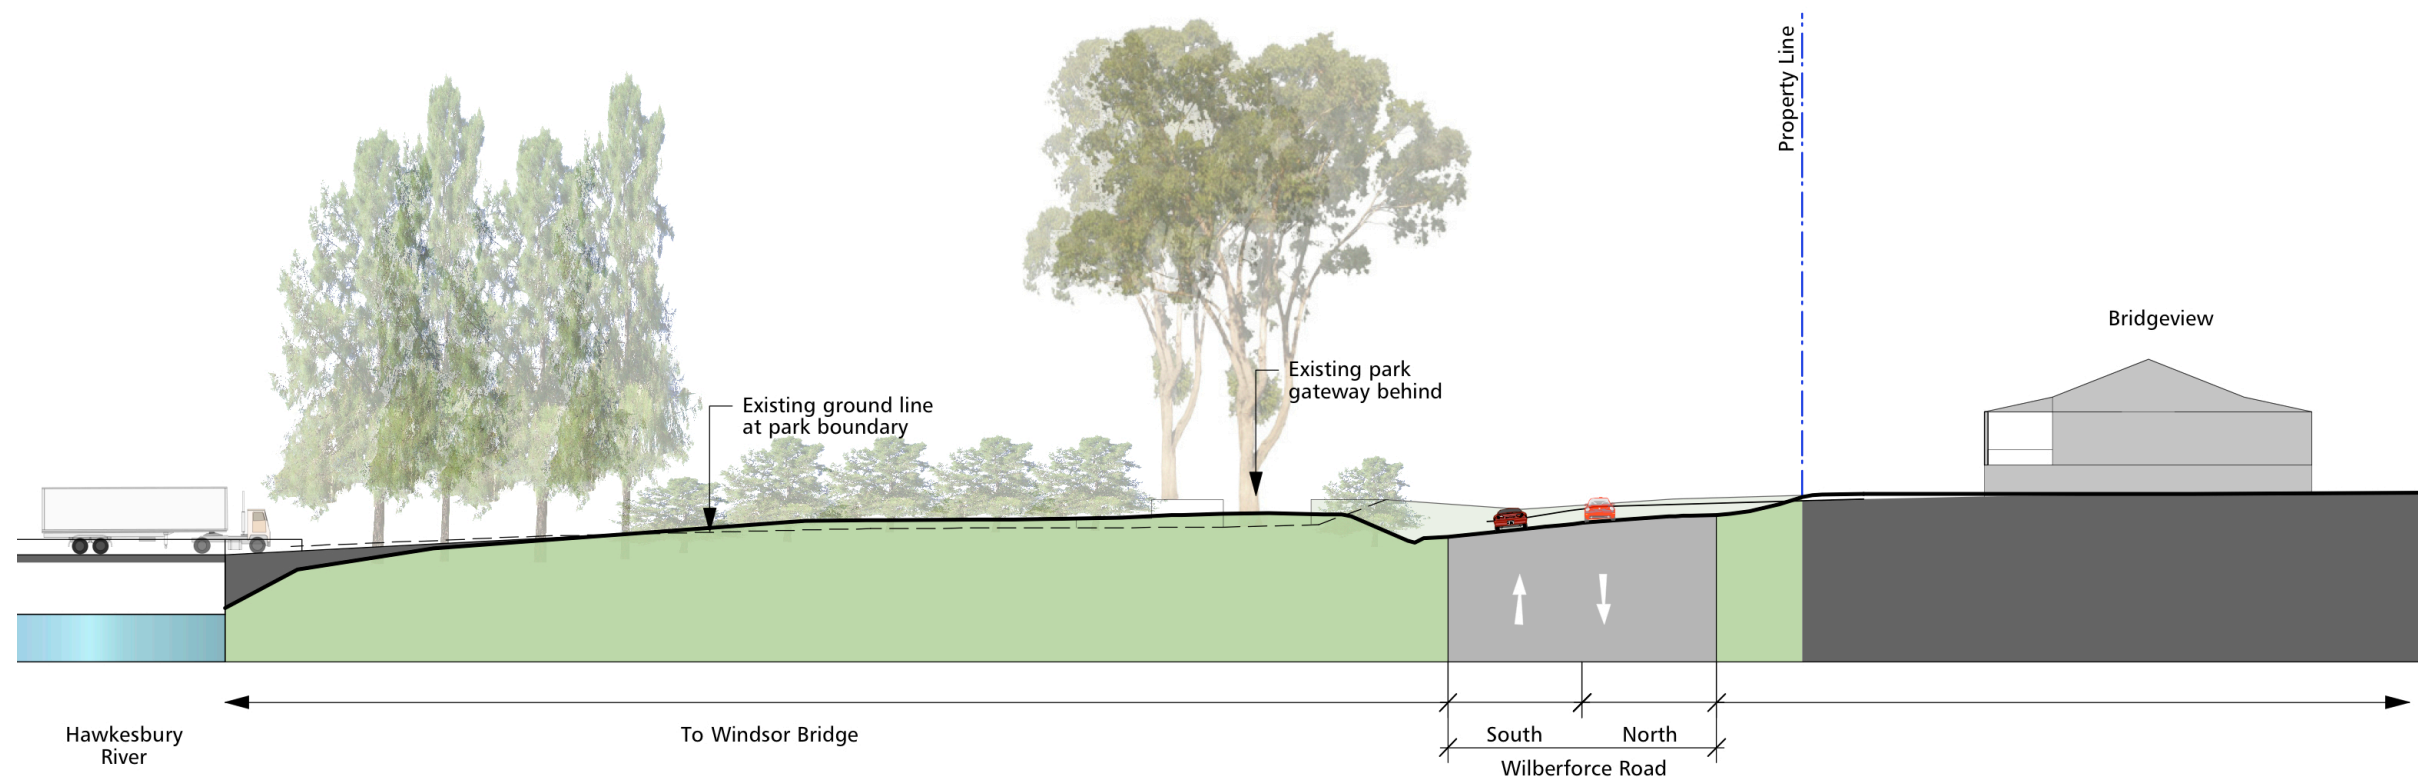 Property Line
Bridgeview
Existing park
gateway behind
Existing ground line
at park boundary
Hawkesbury
River
To Windsor Bridge
South
North
Wilberforce Road